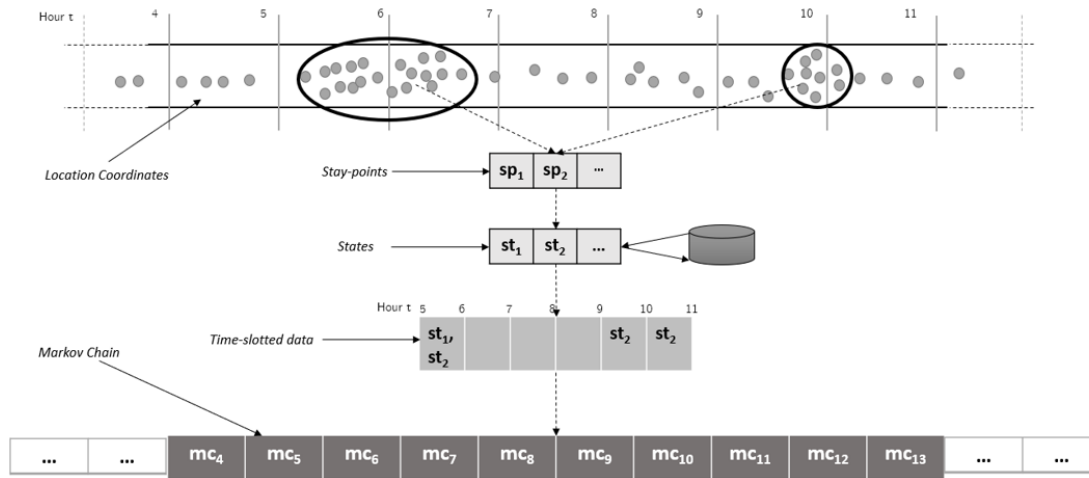 Hour t 4 5 6 7 8 9 10 11
Location Coordinates
Stay-points sp₁ sp₂ ...
States st₁ st₂ ...
Hour t 5 6 7 8 9 10 11
Time-slotted data st₁, st₂ st₂
st₂
Markov Chain
... ... mc₄ mc₅ mc₆ mc₇ mc₈ mc₉ mc₁₀ mc₁₁ mc₁₂ mc₁₃ ... ...